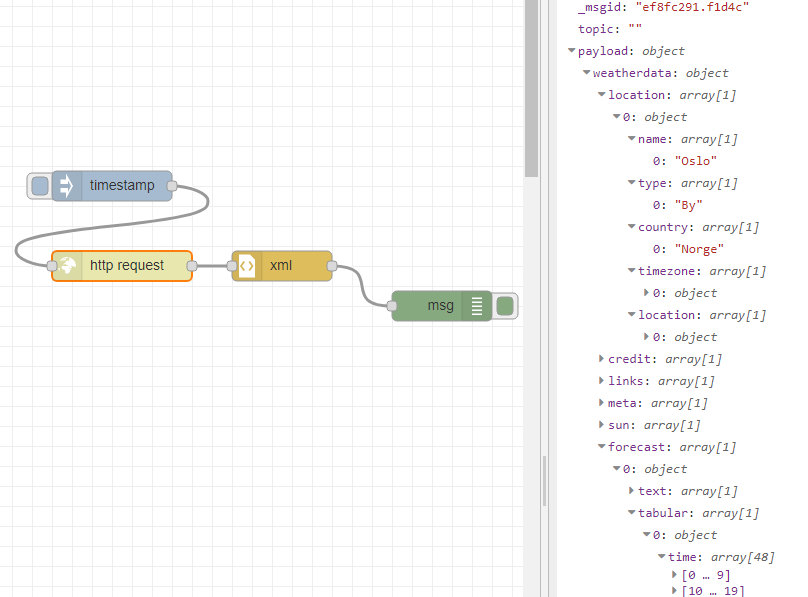 timestamp
http request
xml
msg
_msgid: "ef8fc291.f1d4c"
topic: ""
payload: object
weatherdata: object
location: array[1]
0: object
name: array[1]
0: "Oslo"
type: array[1]
0: "By"
country: array[1]
0: "Norge"
timezone: array[1]
0: object
location: array[1]
0: object
credit: array[1]
links: array[1]
meta: array[1]
sun: array[1]
forecast: array[1]
0: object
text: array[1]
tabular: array[1]
0: object
time: array[48]
[0 … 9]
[10 … 19]